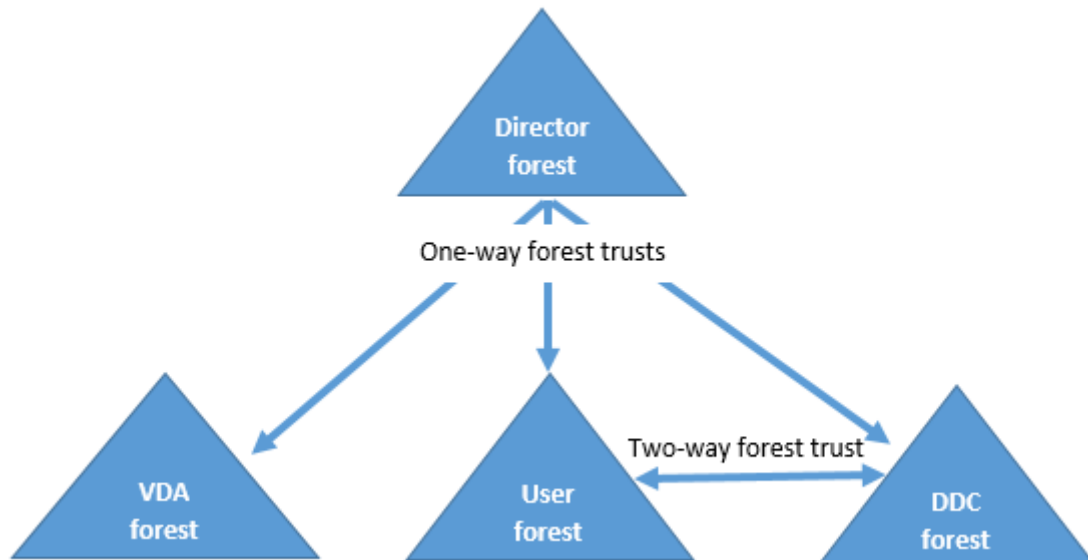 Director
forest
One-way forest trusts
Two-way forest trust
VDA
forest
User
forest
DDC
forest